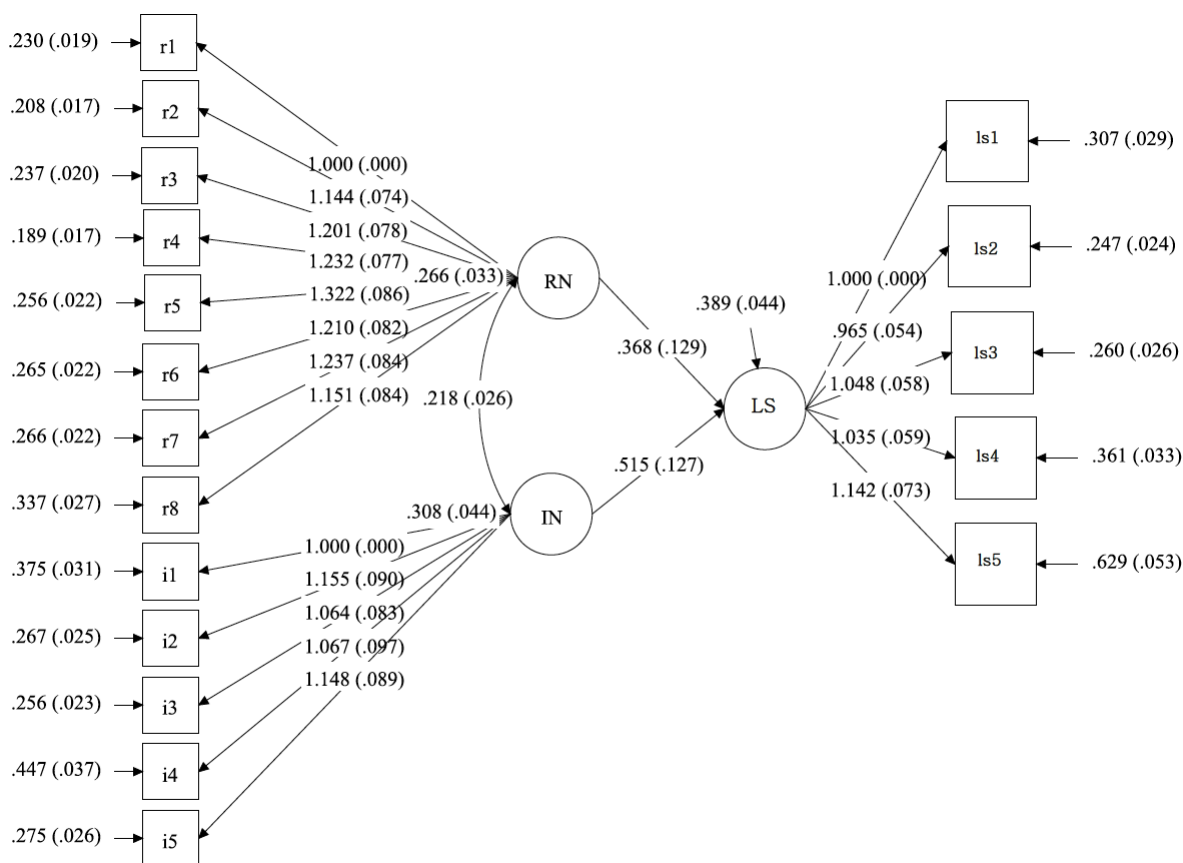 .230 (.019)
r1
.208 (.017)
r2
.237 (.020)
r3
.189 (.017)
r4
.256 (.022)
r5
.265 (.022)
r6
.266 (.022)
r7
.337 (.027)
r8
.375 (.031)
i1
.267 (.025)
i2
.256 (.023)
i3
.447 (.037)
i4
.275 (.026)
i5
1.000 (.000)
1.144 (.074)
1.201 (.078)
1.232 (.077)
1.322 (.086)
1.210 (.082)
1.237 (.084)
1.151 (.084)
.266 (.033)
RN
.218 (.026)
.308 (.044)
IN
1.000 (.000)
1.155 (.090)
1.064 (.083)
1.067 (.097)
1.148 (.089)
.368 (.129)
.515 (.127)
.389 (.044)
LS
1.000 (.000)
.965 (.054)
1.048 (.058)
1.035 (.059)
1.142 (.073)
ls1
.307 (.029)
ls2
.247 (.024)
ls3
.260 (.026)
ls4
.361 (.033)
ls5
.629 (.053)